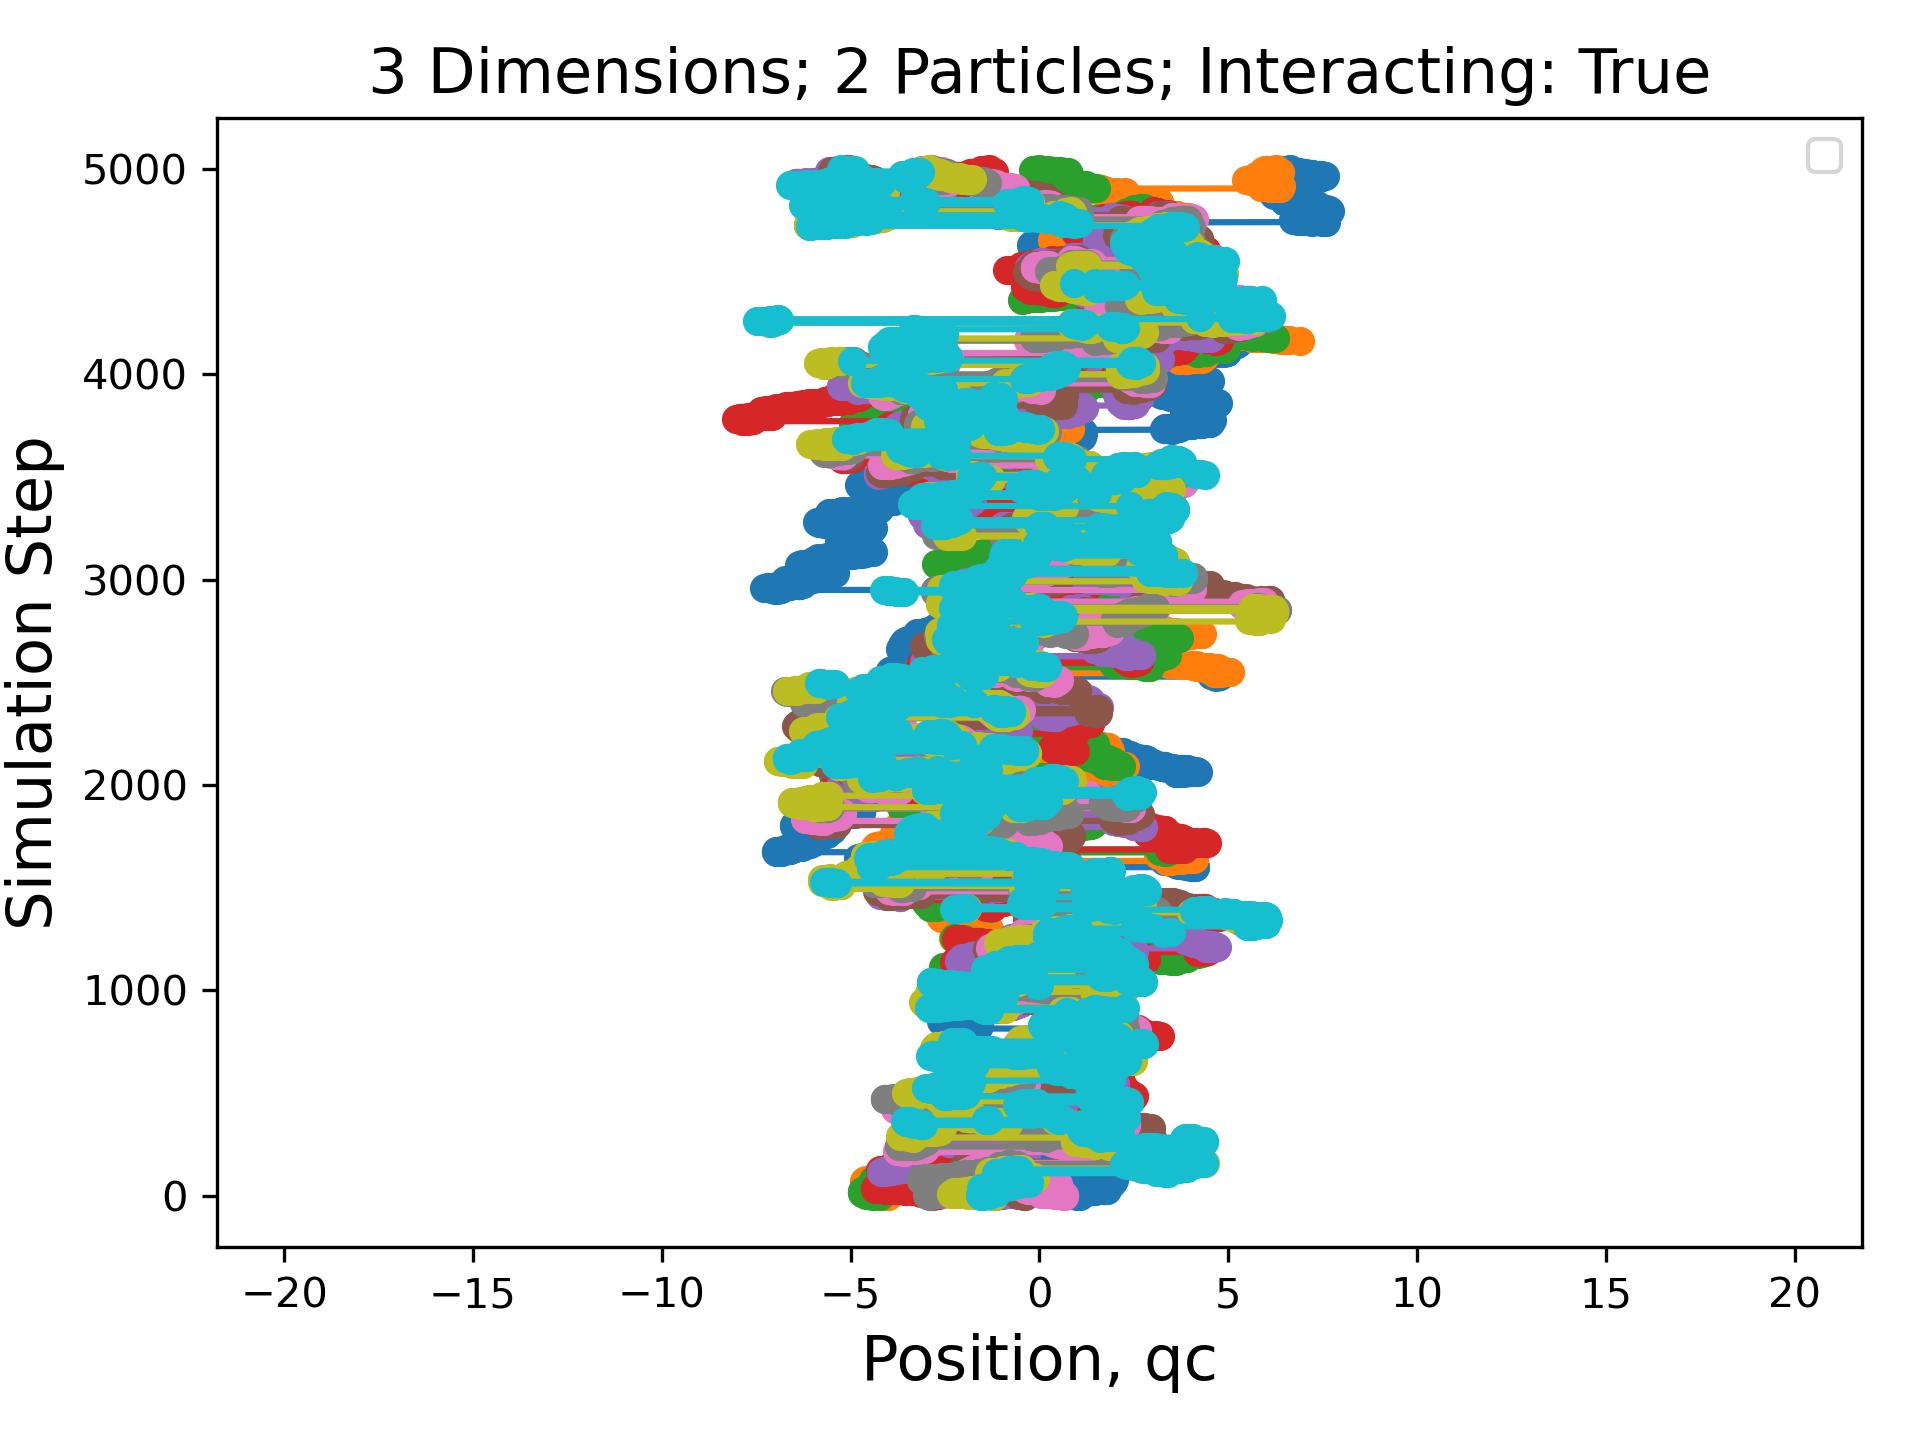 3 Dimensions; 2 Particles; Interacting: True
Simulation Step
5000
4000
3000
2000
1000
0
−20 −15 −10 −5 0 5 10 15 20
Position, qc